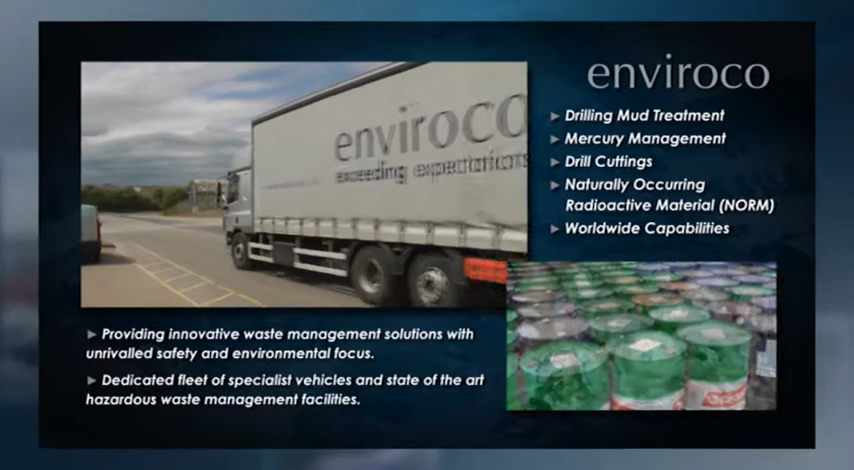 enviroco
enviroco
exceeding expectations
► Drilling Mud Treatment
► Mercury Management
► Drill Cuttings
► Naturally Occurring
Radioactive Material (NORM)
► Worldwide Capabilities
► Providing innovative waste management solutions with
unrivalled safety and environmental focus.
► Dedicated fleet of specialist vehicles and state of the art
hazardous waste management facilities.